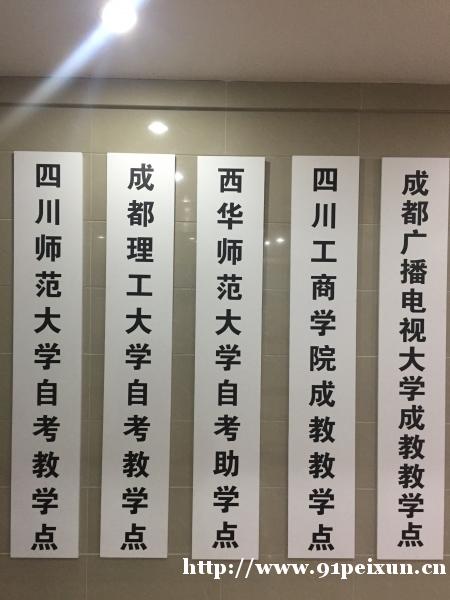 四川师范大学自考教学点
成都理工大学自考教学点
西华师范大学自考助学点
四川工商学院成教教学点
成都广播电视大学成教教学点
http://www.91peixun.cn